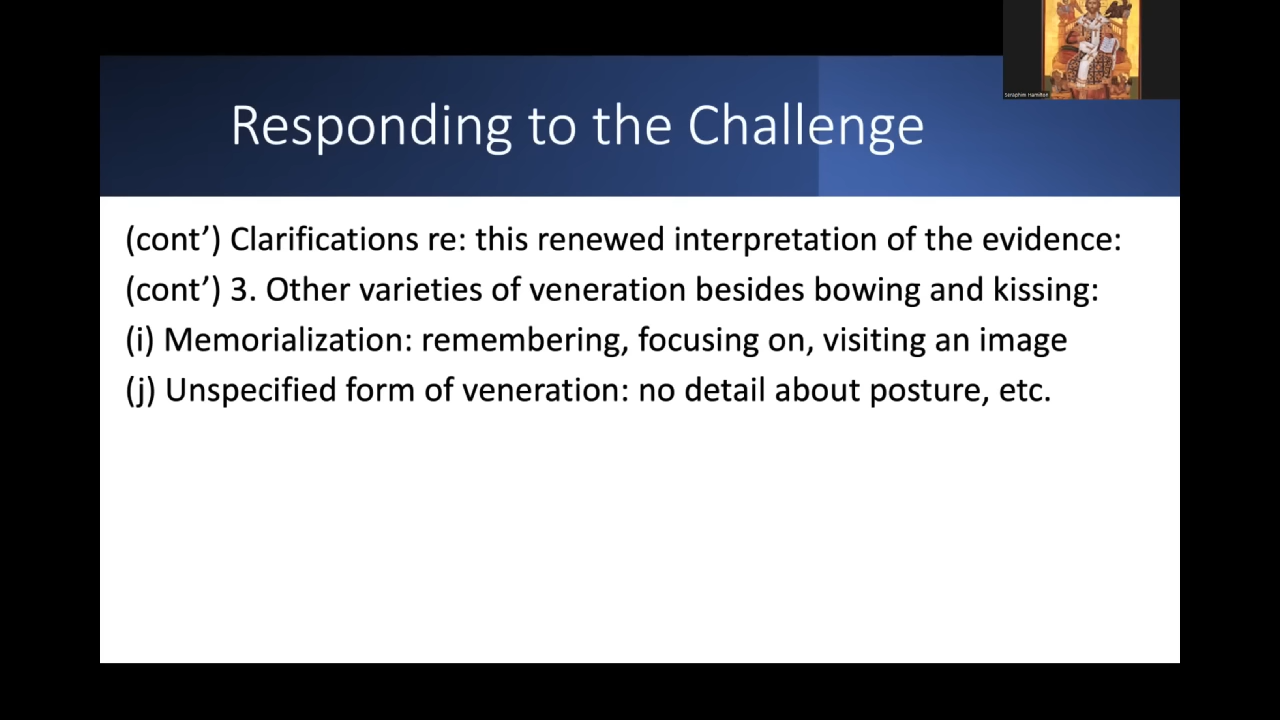 Seraphim Hamilton
Responding to the Challenge
(cont’) Clarifications re: this renewed interpretation of the evidence:
(cont’) 3. Other varieties of veneration besides bowing and kissing:
(i) Memorialization: remembering, focusing on, visiting an image
(j) Unspecified form of veneration: no detail about posture, etc.